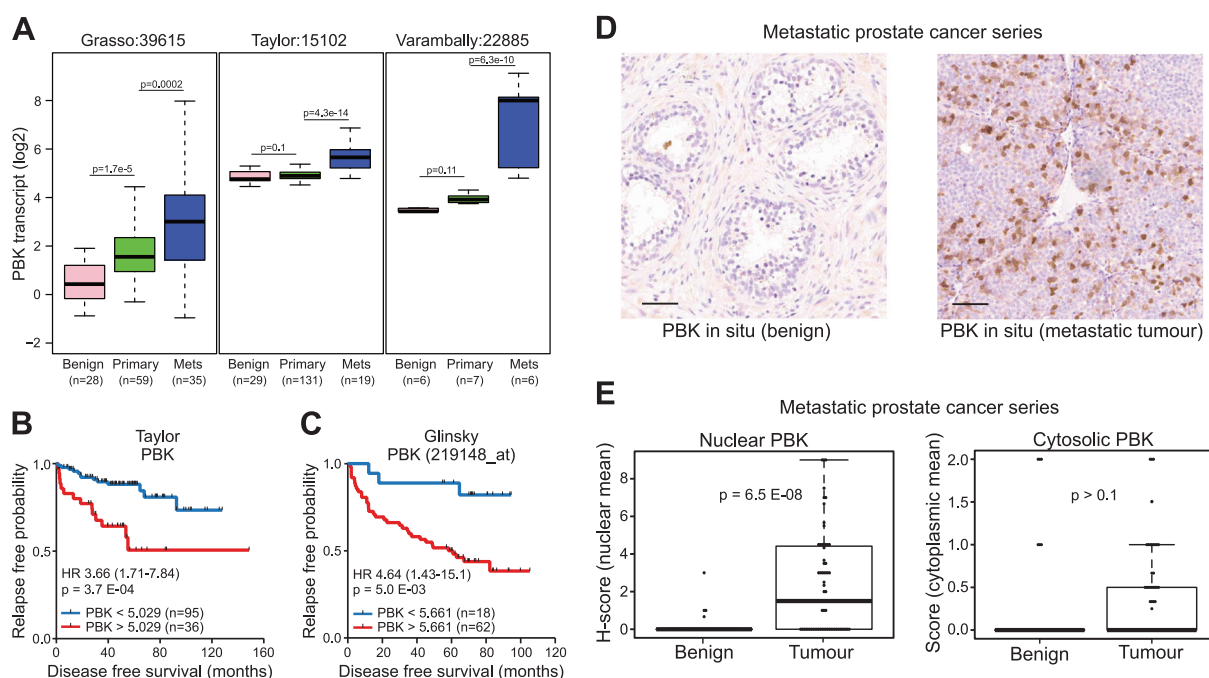 A
Grasso:39615 Taylor:15102 Varambally:22885
p=6.3e-10
p=0.0002
p=4.3e-14
p=1.7e-5
p=0.1
p=0.11
PBK transcript (log2)
8
6
4
2
0
−2
Benign Primary Mets Benign Primary Mets Benign Primary Mets
(n=28) (n=59) (n=35) (n=29) (n=131) (n=19) (n=6) (n=7) (n=6)
B
Taylor
PBK
Relapse free probability
1.0
0.5
0.0
HR 3.66 (1.71-7.84)
p = 3.7 E-04
PBK < 5.029 (n=95)
PBK > 5.029 (n=36)
0 40 80 120 160
Disease free survival (months)
C
Glinsky
PBK (219148_at)
Relapse free probability
1.0
0.5
0.0
HR 4.64 (1.43-15.1)
p = 5.0 E-03
PBK < 5.661 (n=18)
PBK > 5.661 (n=62)
0 20 40 60 80 100 120
Disease free survival (months)
D
Metastatic prostate cancer series
PBK in situ (benign)
PBK in situ (metastatic tumour)
E
Metastatic prostate cancer series
Nuclear PBK
H-score (nuclear mean)
8
6
4
2
0
p = 6.5 E-08
Benign Tumour
Cytosolic PBK
Score (cytoplasmic mean)
2.0
1.5
1.0
0.5
0.0
p > 0.1
Benign Tumour